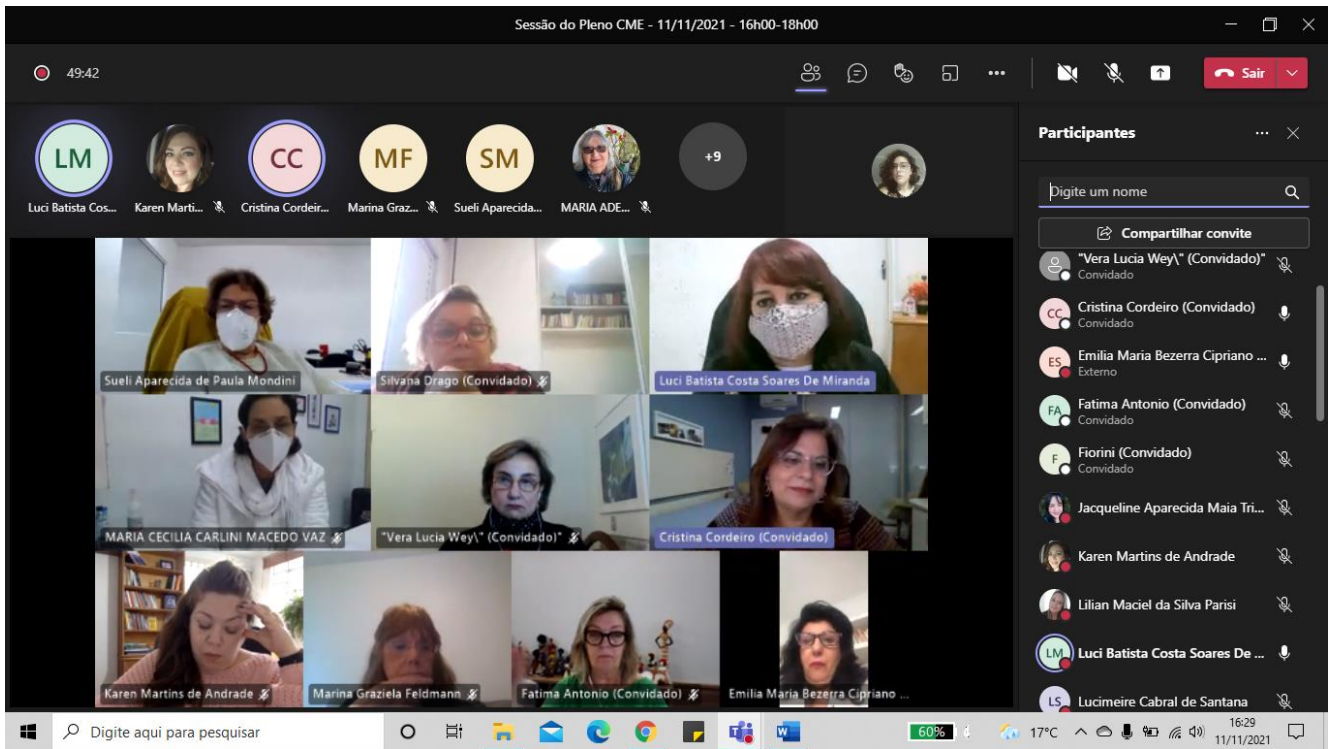 Sessão do Pleno CME - 11/11/2021 - 16h00-18h00
49:42
Sair
LM
CC
MF
SM
+9
Luci Batista Cos...
Karen Marti...
Cristina Cordeir...
Marina Graz...
Sueli Aparecida...
MARIA ADE...
Sueli Aparecida de Paula Mondini
Silvana Drago (Convidado)
Luci Batista Costa Soares De Miranda
MARIA CECILIA CARLINI MACEDO VAZ
"Vera Lucia Wey\" (Convidado)"
Cristina Cordeiro (Convidado)
Karen Martins de Andrade
Marina Graziela Feldmann
Fatima Antonio (Convidado)
Emilia Maria Bezerra Cipriano ...
Participantes
Digite um nome
Compartilhar convite
"Vera Lucia Wey\" (Convidado)"
Convidado
CC
Cristina Cordeiro (Convidado)
Convidado
ES
Emilia Maria Bezerra Cipriano ...
Externo
FA
Fatima Antonio (Convidado)
Convidado
F
Fiorini (Convidado)
Convidado
Jacqueline Aparecida Maia Tri...
Karen Martins de Andrade
Lilian Maciel da Silva Parisi
LM
Luci Batista Costa Soares De ...
LS
Lucimeire Cabral de Santana
Digite aqui para pesquisar
60%
17°C
16:29
11/11/2021